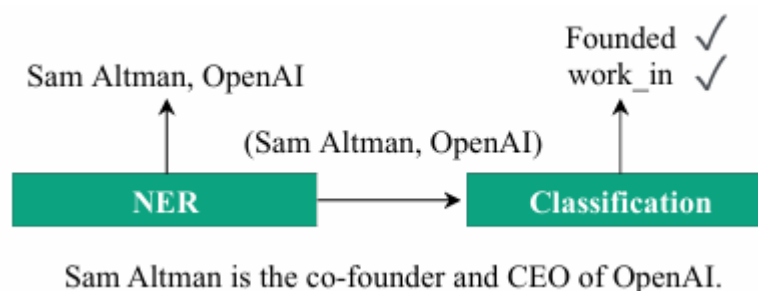 Founded ✓
Sam Altman, OpenAI
work_in ✓
(Sam Altman, OpenAI)
NER
Classification
Sam Altman is the co-founder and CEO of OpenAI.